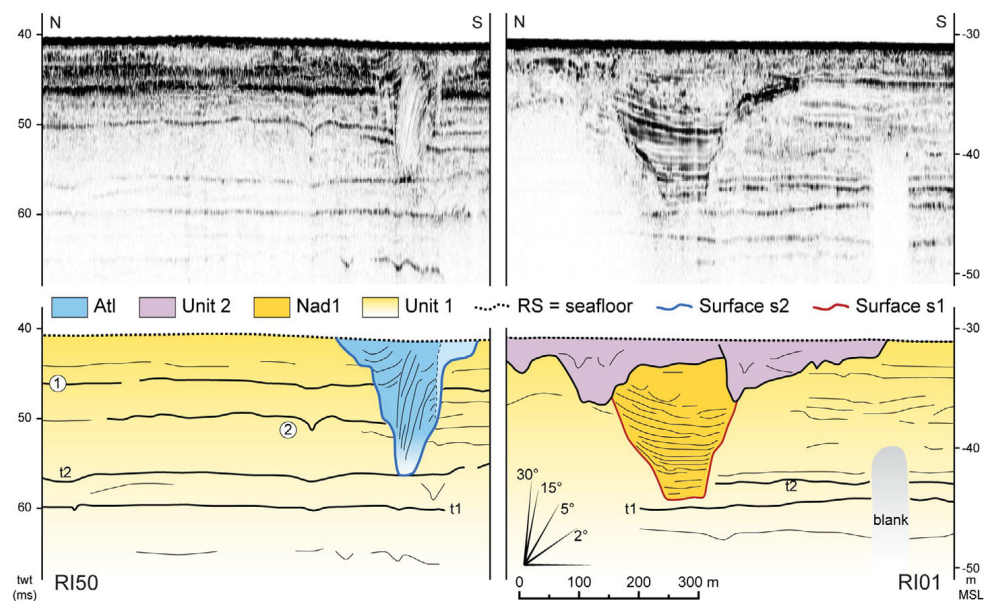 N S N S
40 -30
50 -40
60 -50
Atl Unit 2 Nad1 Unit 1 RS = seafloor Surface s2 Surface s1
40 -30
1
50 2 -40
t2 t2
30°
15°
5°
2°
60 t1 t1 blank
twt
(ms)
RI50
0 100 200 300 m
RI01
-50
m
MSL